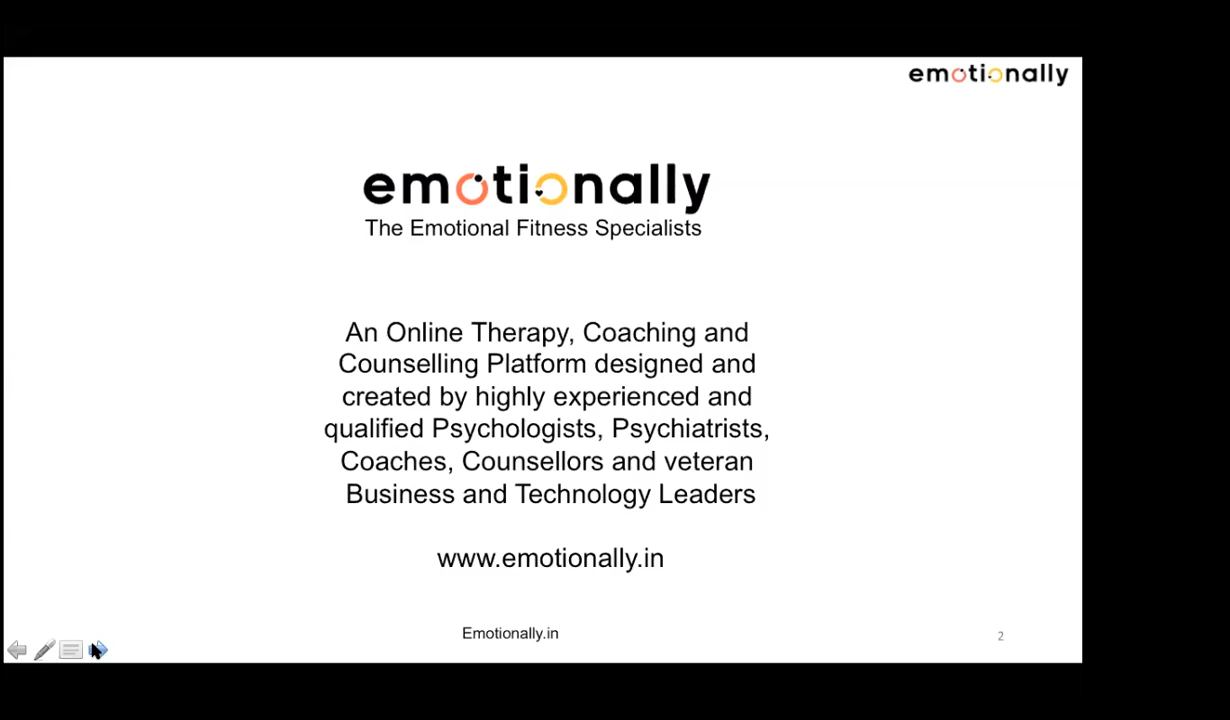 emotionally
emotionally
The Emotional Fitness Specialists
An Online Therapy, Coaching and
Counselling Platform designed and
created by highly experienced and
qualified Psychologists, Psychiatrists,
Coaches, Counsellors and veteran
Business and Technology Leaders
www.emotionally.in
Emotionally.in
2